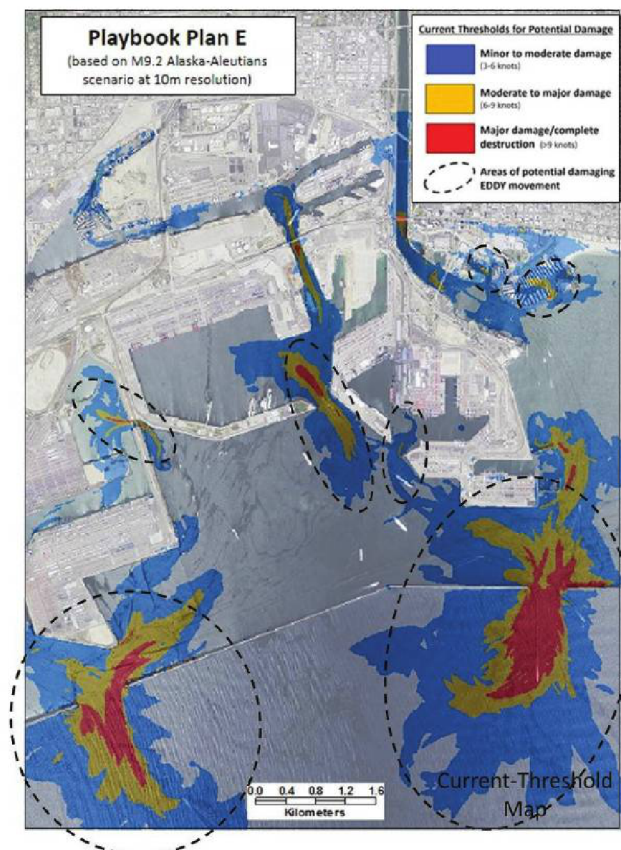 Playbook Plan E
(based on M9.2 Alaska-Aleutians
scenario at 10m resolution)
Current Thresholds for Potential Damage
Minor to moderate damage
(3-6 knots)
Moderate to major damage
(6-9 knots)
Major damage/complete
destruction (>9 knots)
Areas of potential damaging
EDDY movement
0.0 0.4 0.8 1.2 1.6
Kilometers
Current-Threshold
Map